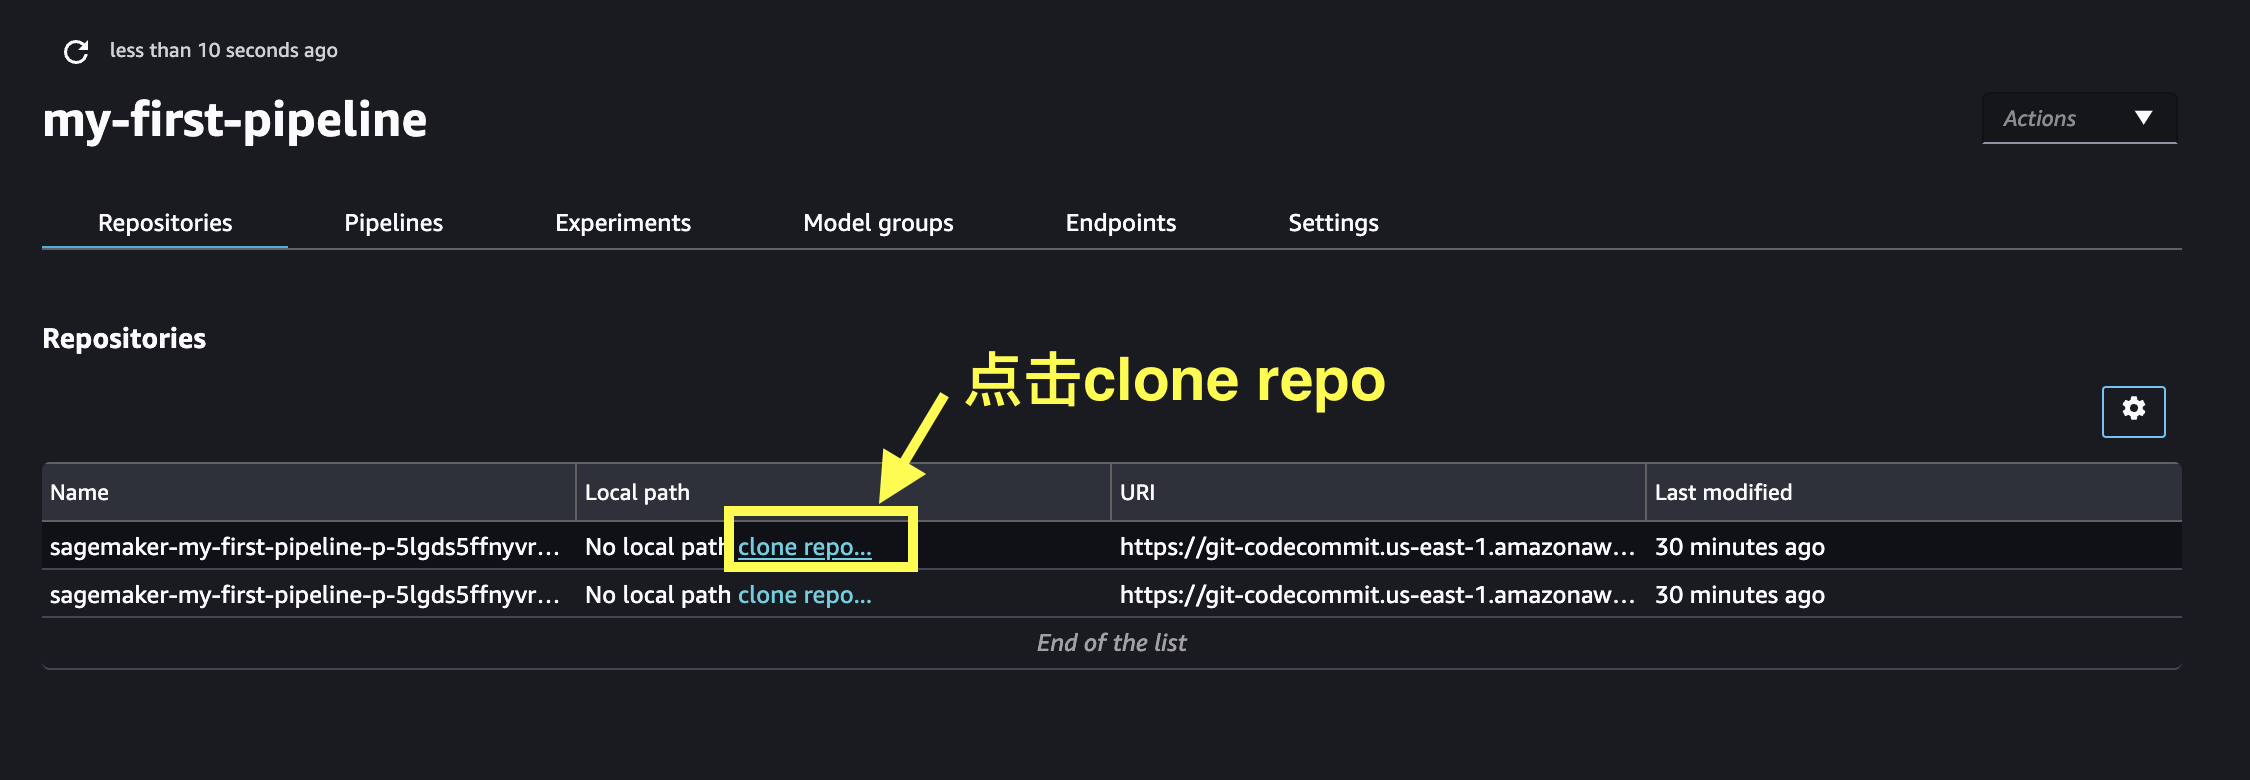 less than 10 seconds ago
my-first-pipeline
Actions
Repositories Pipelines Experiments Model groups Endpoints Settings
Repositories
点击clone repo
Name Local path URI Last modified
sagemaker-my-first-pipeline-p-5lgds5ffnyvr... No local path clone repo... https://git-codecommit.us-east-1.amazonaw... 30 minutes ago
sagemaker-my-first-pipeline-p-5lgds5ffnyvr... No local path clone repo... https://git-codecommit.us-east-1.amazonaw... 30 minutes ago
End of the list